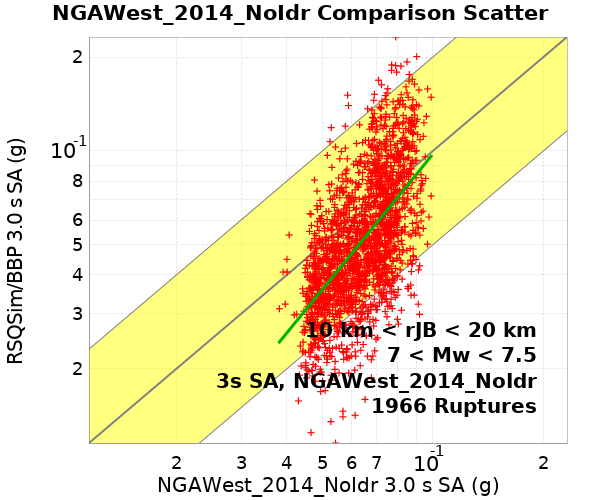 NGAWest_2014_NoIdr Comparison Scatter
RSQSim/BBP 3.0 s SA (g)
2
10-1
8
6
5
4
3
2
10 km < rJB < 20 km
7 < Mw < 7.5
3s SA, NGAWest_2014_NoIdr
1966 Ruptures
2 3 4 5 6 7 10-1 2
NGAWest_2014_NoIdr 3.0 s SA (g)